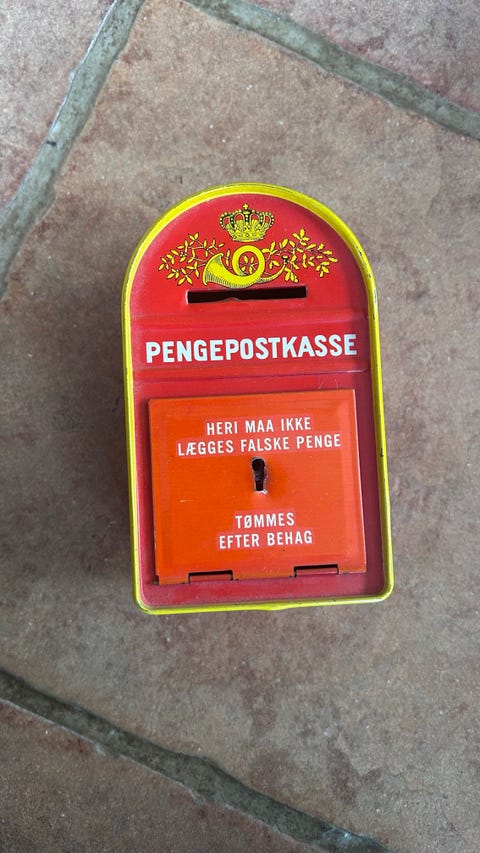 PENGEPOSTKASSE
HERI MAA IKKE
LÆGGES FALSKE PENGE
TØMMES
EFTER BEHAG